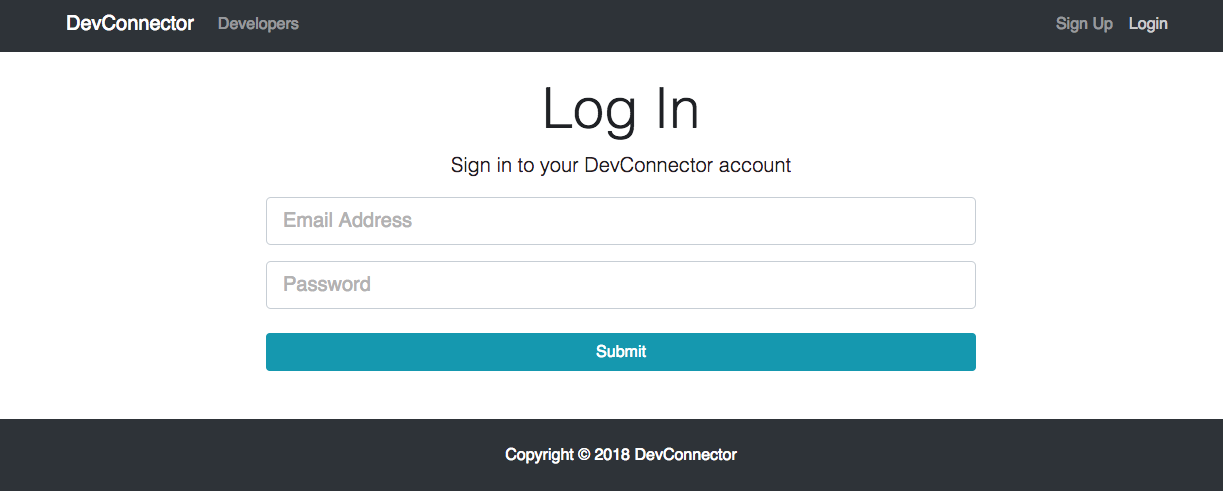 DevConnector Developers Sign Up Login
Log In
Sign in to your DevConnector account
Email Address
Password
Submit
Copyright © 2018 DevConnector